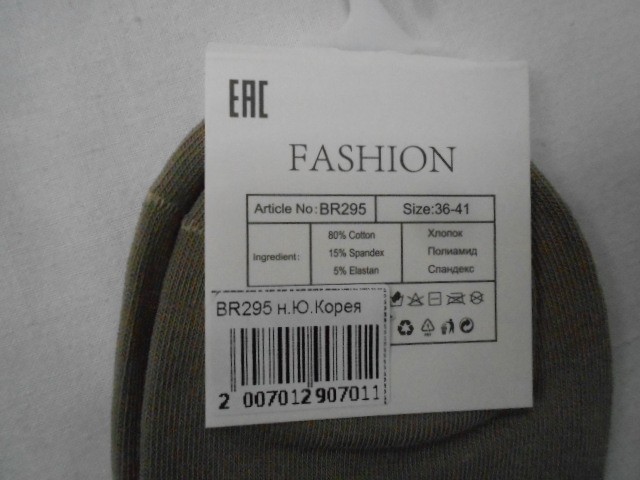 EAC
FASHION
Article No:BR295 Size:36-41
Ingredient:
80% Cotton
15% Spandex
5% Elastan
Хлопок
Полиамид
Спандекс
BR295 н.Ю.Корея
2 007012 907011